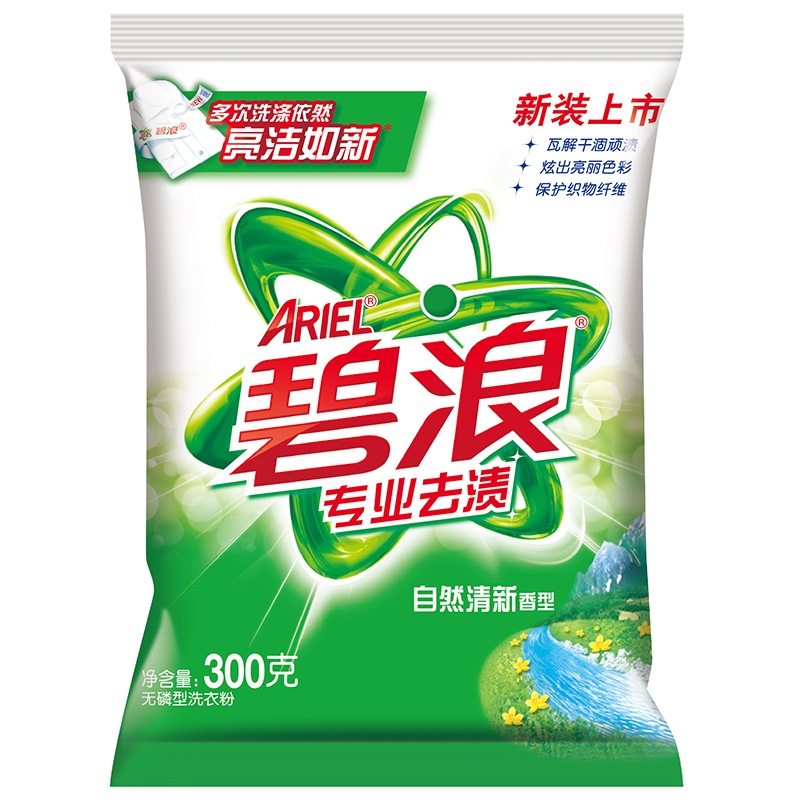 多次洗涤依然
亮洁如新*
碧浪®
NEW
新装上市
瓦解干涸顽渍
炫出亮丽色彩
保护织物纤维
ARIEL®
碧浪®
专业去渍
自然清新香型
净含量：300克
无磷型洗衣粉